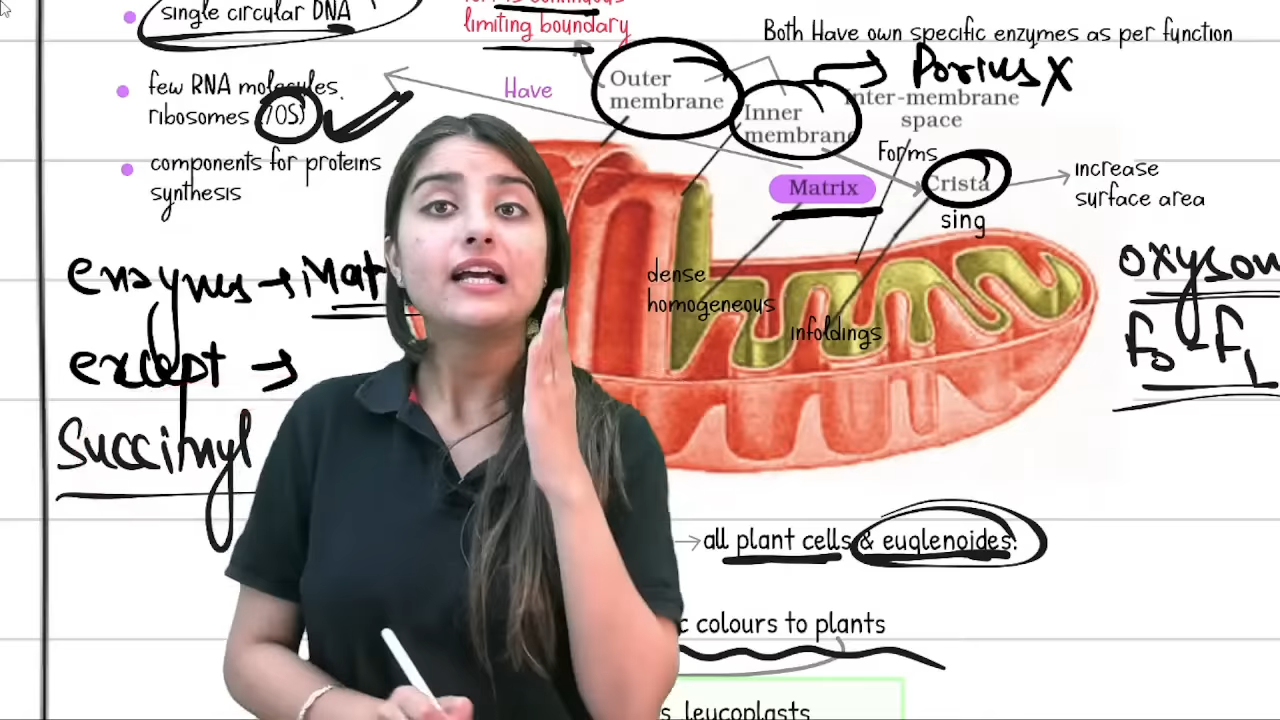 single circular DNA
limiting boundary
Both Have own specific enzymes as per function
few RNA molecules
ribosomes (70S)
components for proteins
synthesis
Have
Outer
membrane
Inner
membrane
Porins X
Inter-membrane
space
Forms
Matrix
Crista
sing
increase
surface area
dense
homogeneous
infoldings
enzymes → Mat
except →
Succinyl
oxysom
F₀-F₁
→ all plant cells & euglenoides.
c colours to plants
s, leucoplasts